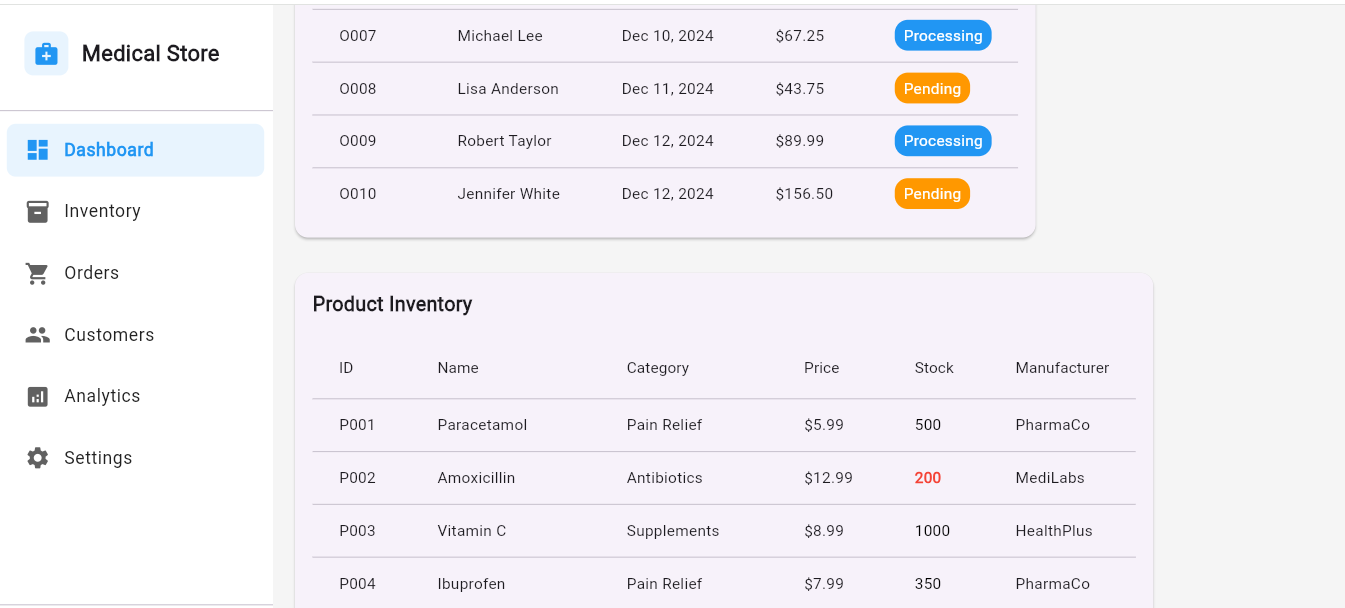 Medical Store
Dashboard
Inventory
Orders
Customers
Analytics
Settings
O007 Michael Lee Dec 10, 2024 $67.25 Processing
O008 Lisa Anderson Dec 11, 2024 $43.75 Pending
O009 Robert Taylor Dec 12, 2024 $89.99 Processing
O010 Jennifer White Dec 12, 2024 $156.50 Pending
Product Inventory
ID Name Category Price Stock Manufacturer
P001 Paracetamol Pain Relief $5.99 500 PharmaCo
P002 Amoxicillin Antibiotics $12.99 200 MediLabs
P003 Vitamin C Supplements $8.99 1000 HealthPlus
P004 Ibuprofen Pain Relief $7.99 350 PharmaCo